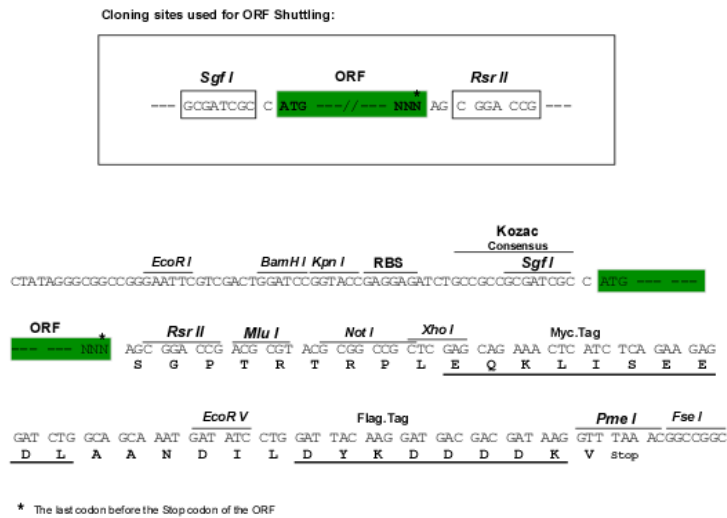 Cloning sites used for ORF Shuttling:
Sgf I ORF Rsr II
*
--- GCGATCGC C ATG ---//--- NNN AG C GGA CCG ---
Kozac
Consensus
EcoR I BamH I Kpn I RBS Sgf I
CTATAGGGCGGCCGGGAATTCGTCGACTGGATCCGGTACCGAGGAGATCTGCCGCCGCGATCGC C ATG --- ---
ORF * Rsr II Mlu I Not I Xho I Myc.Tag
--- --- NNN AGC GGA CCG ACG CGT ACG CGG CCG CTC GAG CAG AAA CTC ATC TCA GAA GAG
S G P T R T R P L E Q K L I S E E
EcoR V Flag.Tag Pme I Fse I
GAT CTG GCA GCA AAT GAT ATC CTG GAT TAC AAG GAT GAC GAC GAT AAG GTT TAA ACGGCCGGC
D L A A N D I L D Y K D D D D K V Stop
* The last codon before the Stop codon of the ORF